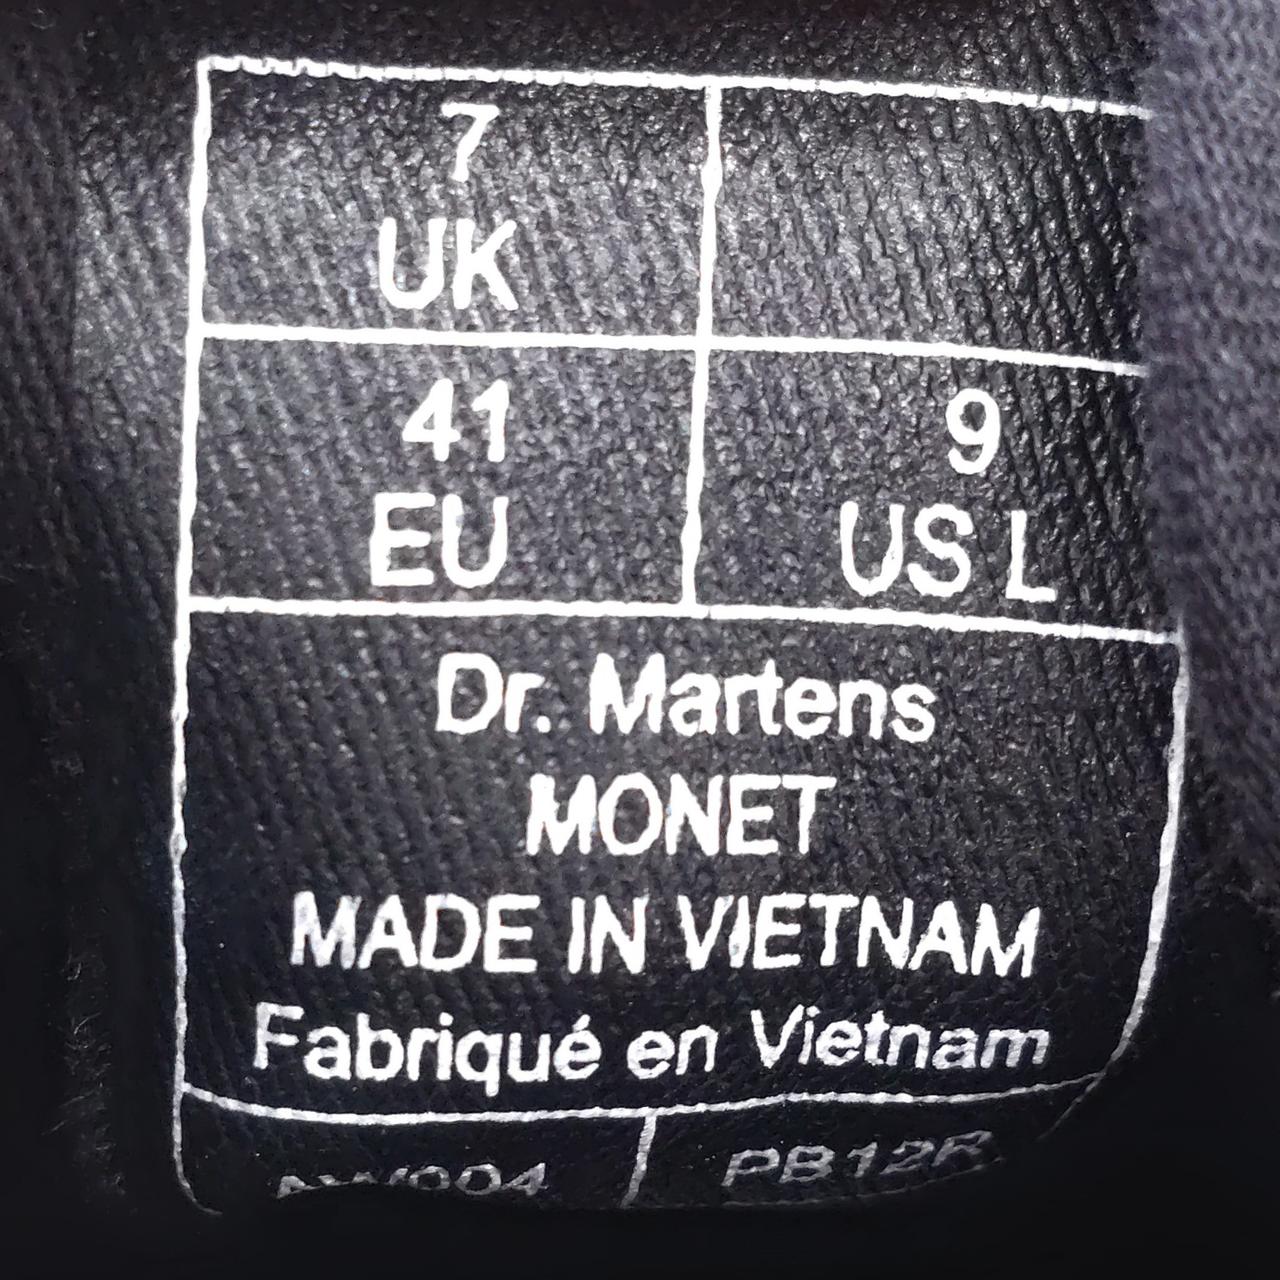 7
UK
41
EU
9
US L
Dr. Martens
MONET
MADE IN VIETNAM
Fabriqué en Vietnam
PB12R